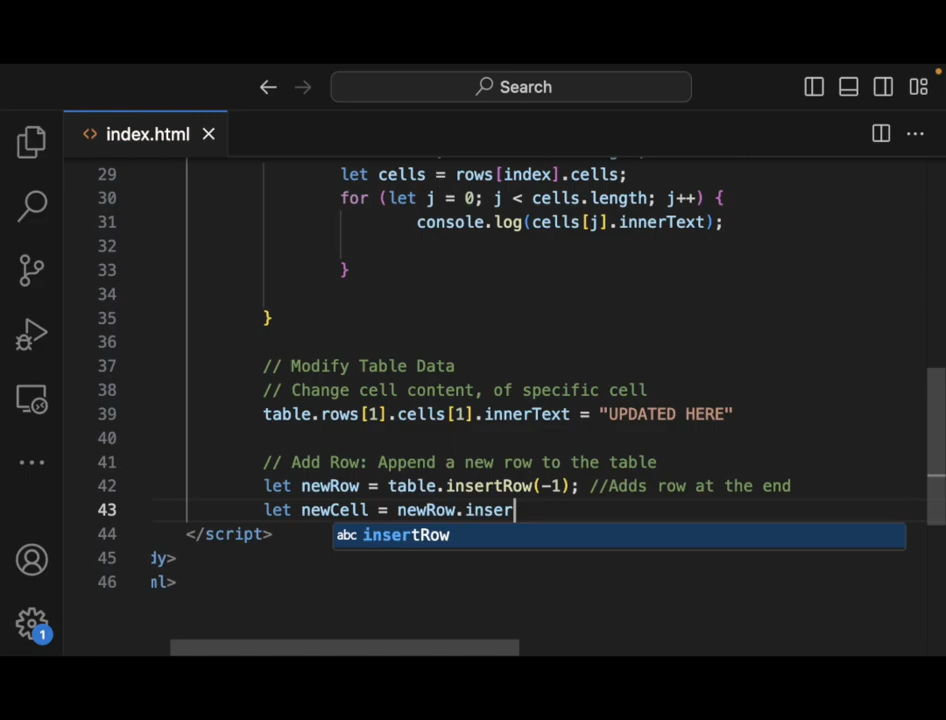 Search
index.html
29 let cells = rows[index].cells;
30 for (let j = 0; j < cells.length; j++) {
31 console.log(cells[j].innerText);
32
33 }
34
35 }
36
37 // Modify Table Data
38 // Change cell content, of specific cell
39 table.rows[1].cells[1].innerText = "UPDATED HERE"
40
41 // Add Row: Append a new row to the table
42 let newRow = table.insertRow(-1); //Adds row at the end
43 let newCell = newRow.inser
44 </script>
abc insertRow
45 dy>
46 nl>
1